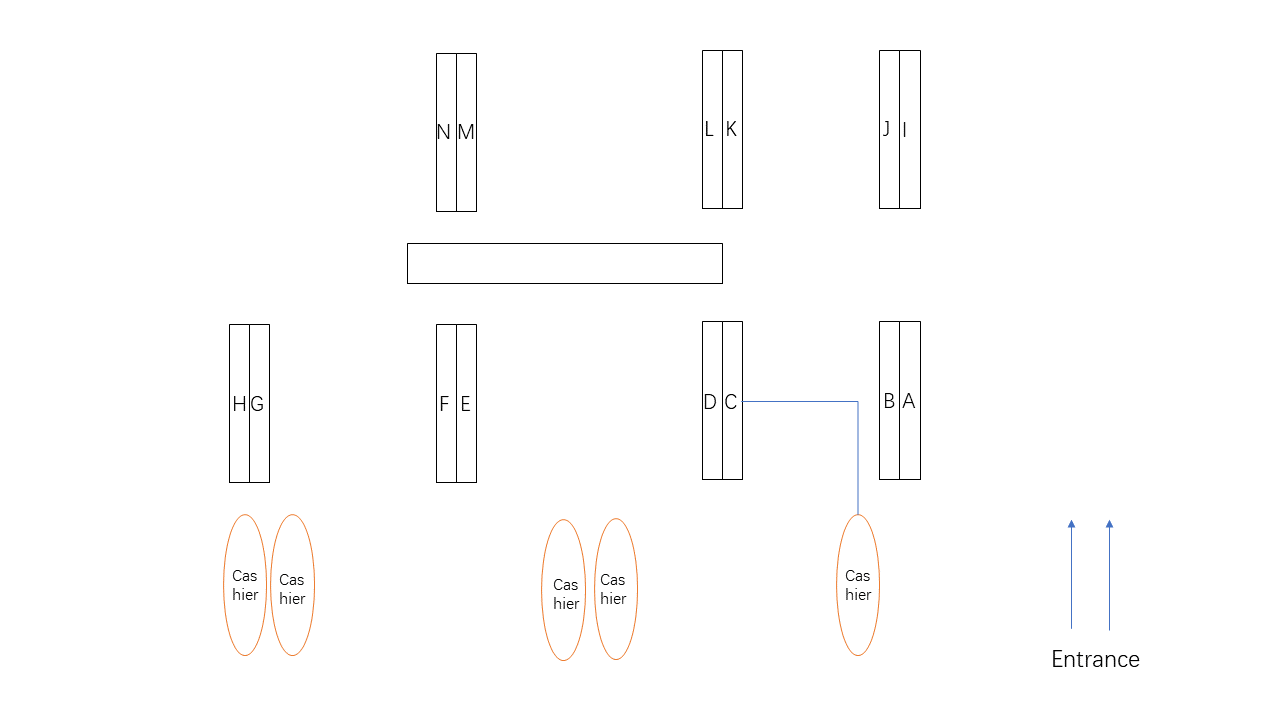 N M
L K
J I
H G
F E
D C
B A
Cas
hier
Cas
hier
Cas
hier
Cas
hier
Cas
hier
Entrance